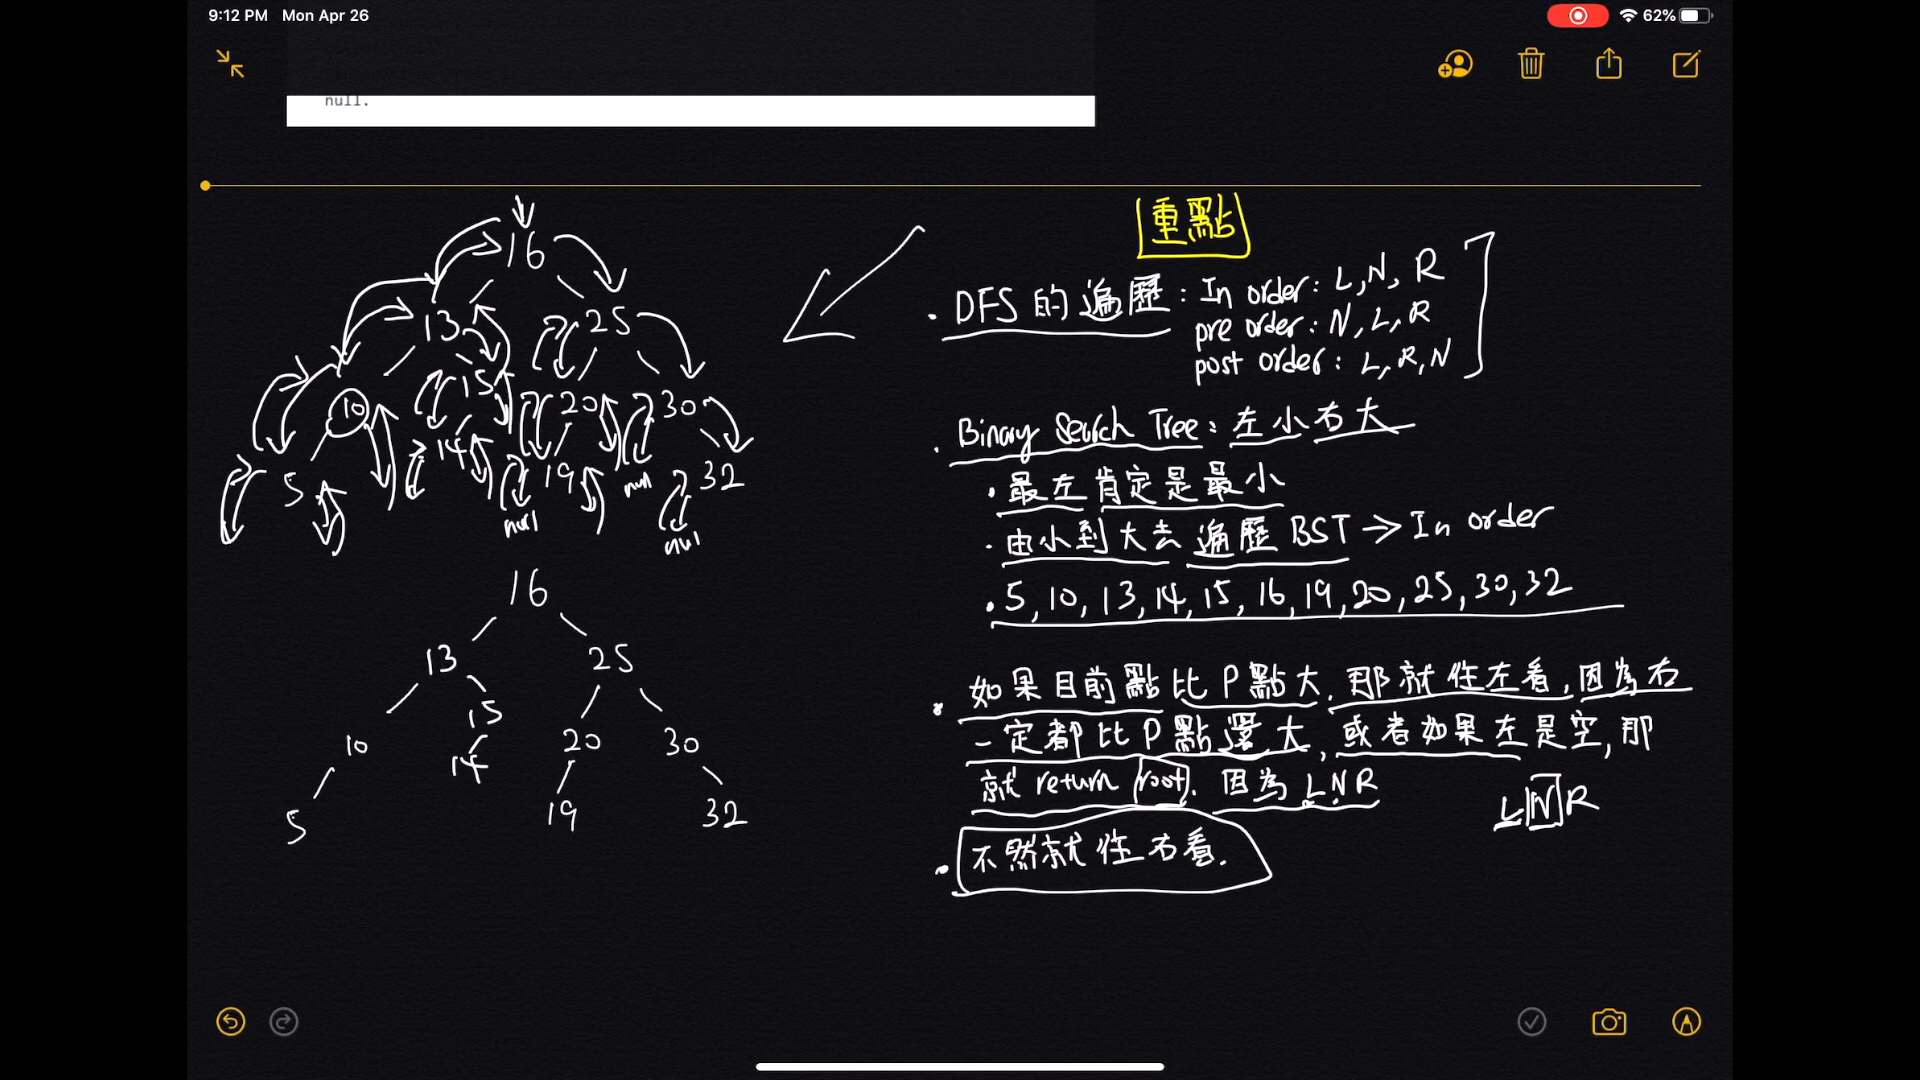 9:12 PM Mon Apr 26
62%
null.
重點
16
13 25
10 15 20 30
5 14 19 null 32
null null
16
13 25
15
10 14 20 30
5 19 32
• DFS 的遍歷: In order: L, N, R
pre order: N, L, R
post order: L, R, N
• Binary Search Tree: 左小右大
• 最左肯定是最小
• 由小到大去遍歷 BST → In order
• 5, 10, 13, 14, 15, 16, 19, 20, 25, 30, 32
• 如果目前點比 P 點大, 那就往左看, 因為右
一定都比 P 點還大, 或者如果左是空, 那
就 return root. 因為 LNR
LNR
• 不然就往右看.